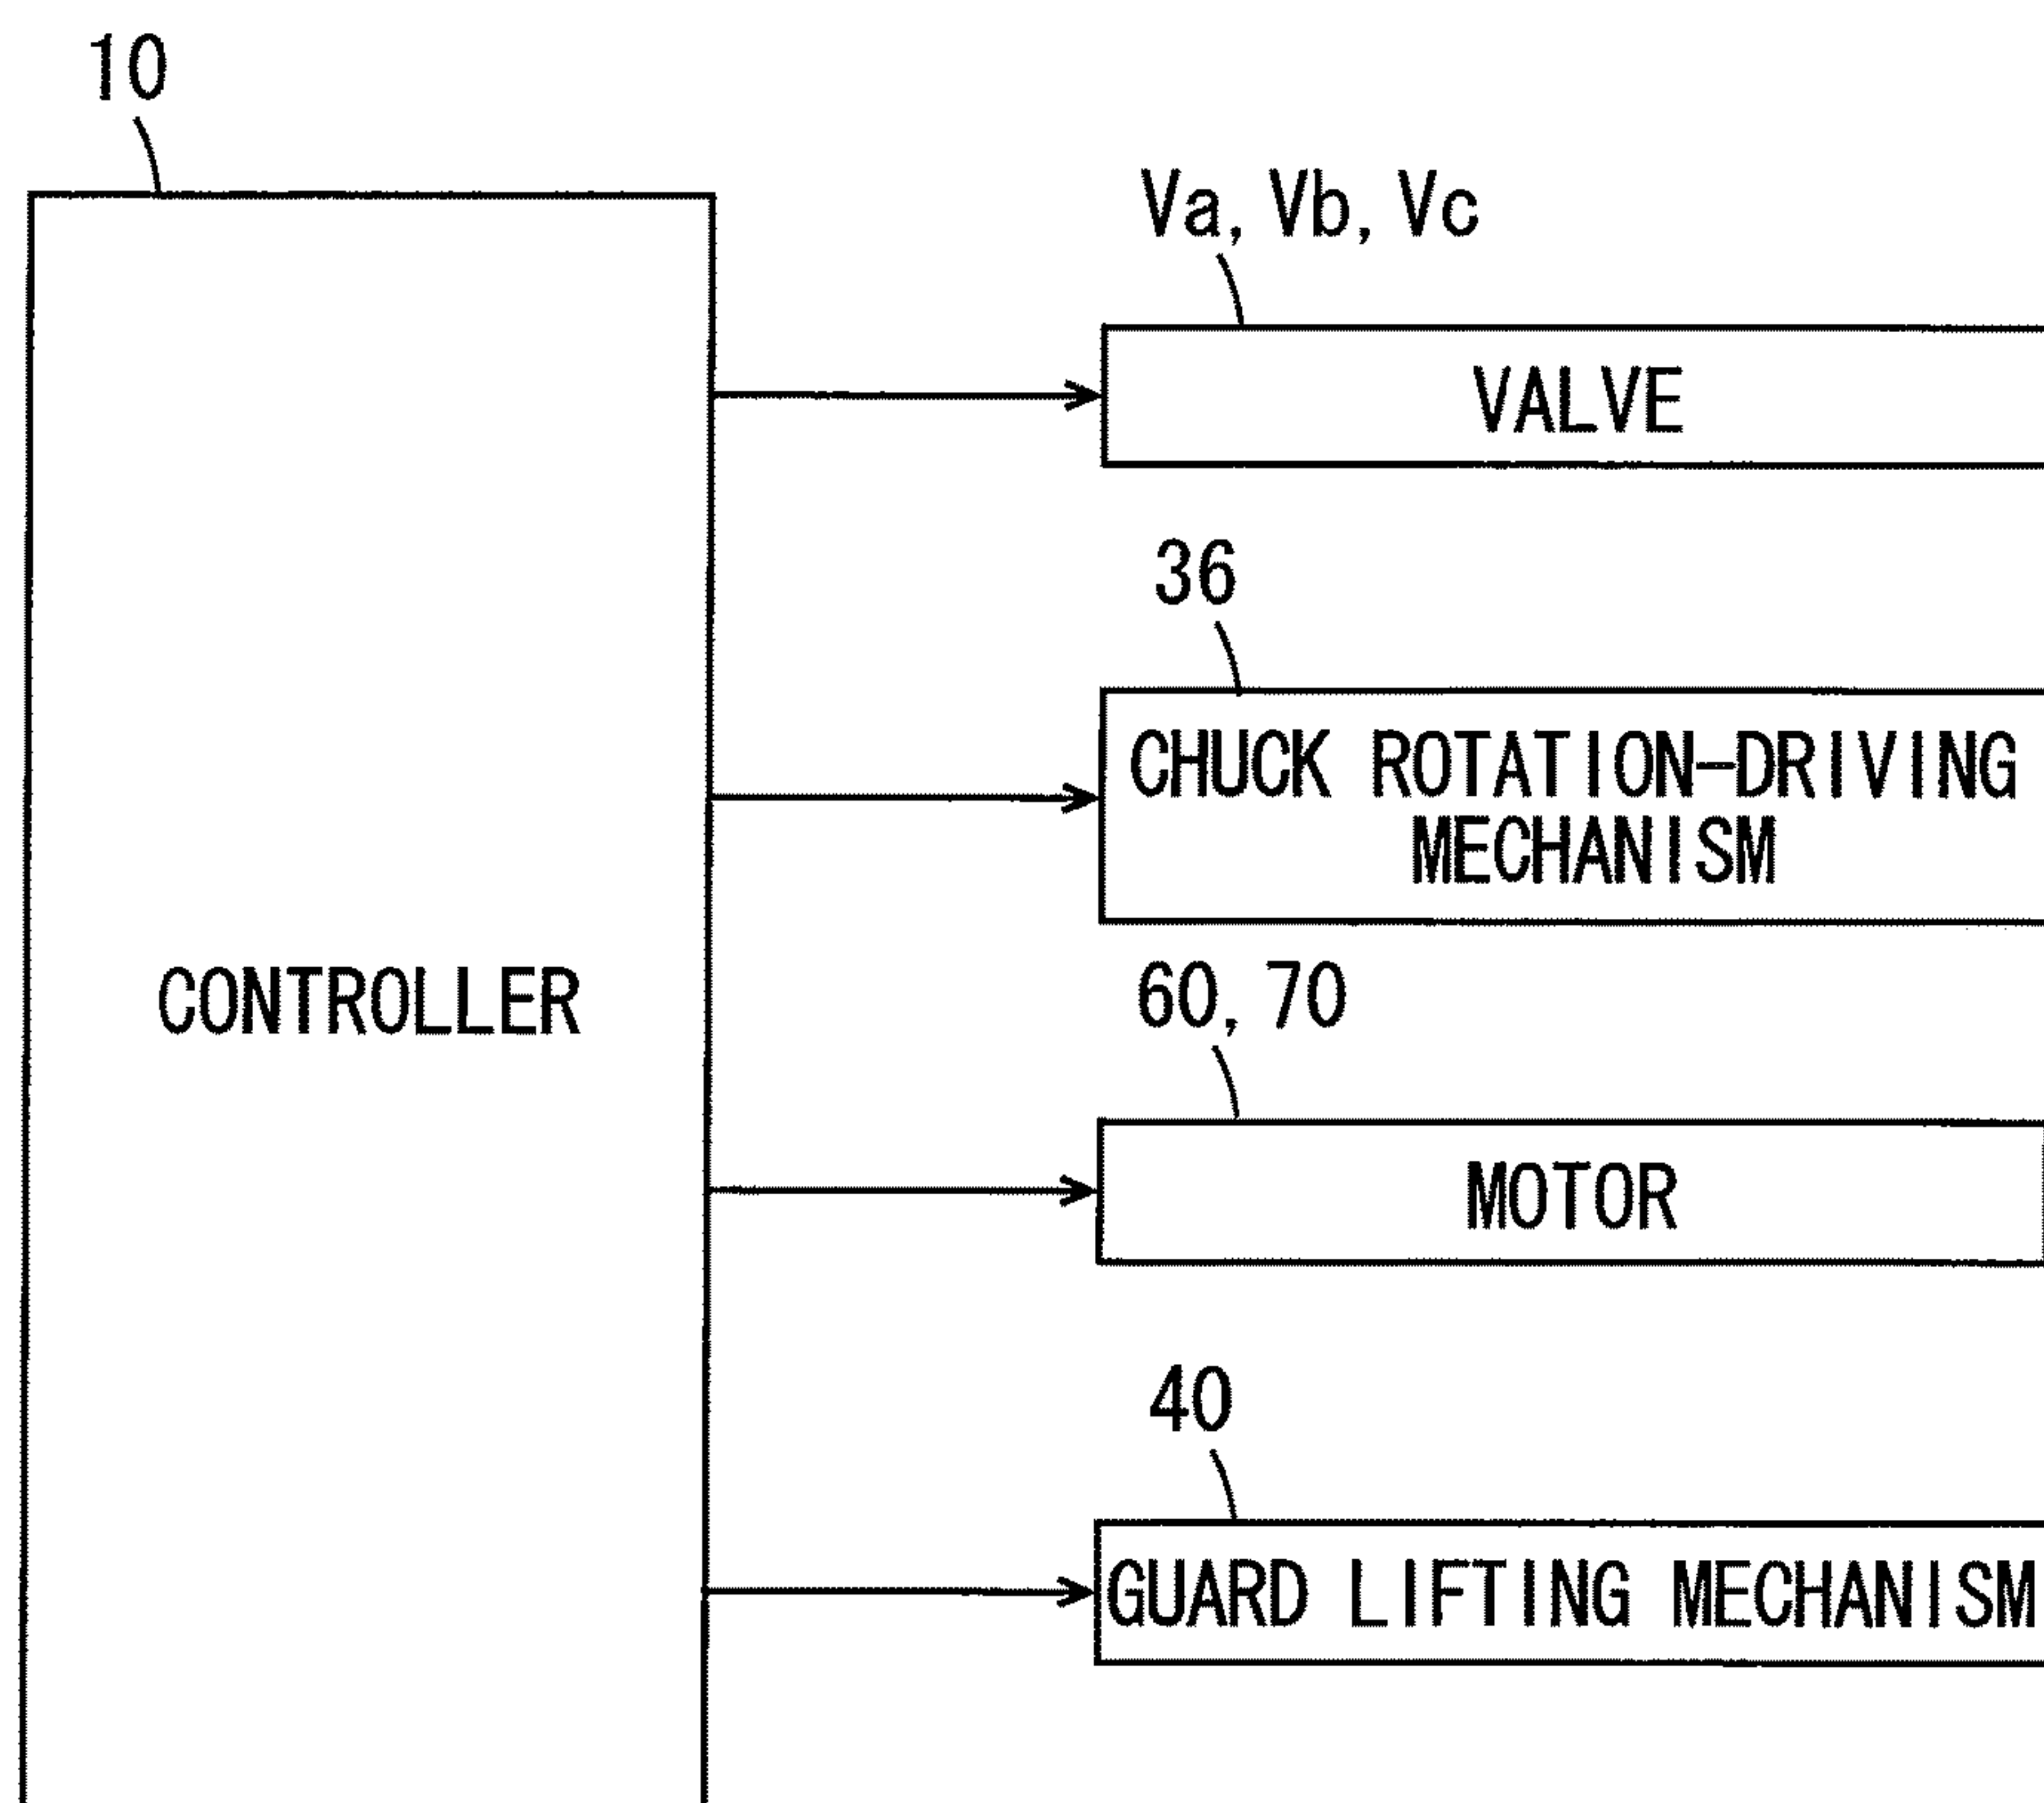 10
CONTROLLER
Va, Vb, Vc
VALVE
36
CHUCK ROTATION-DRIVING
MECHANISM
60, 70
MOTOR
40
GUARD LIFTING MECHANISM